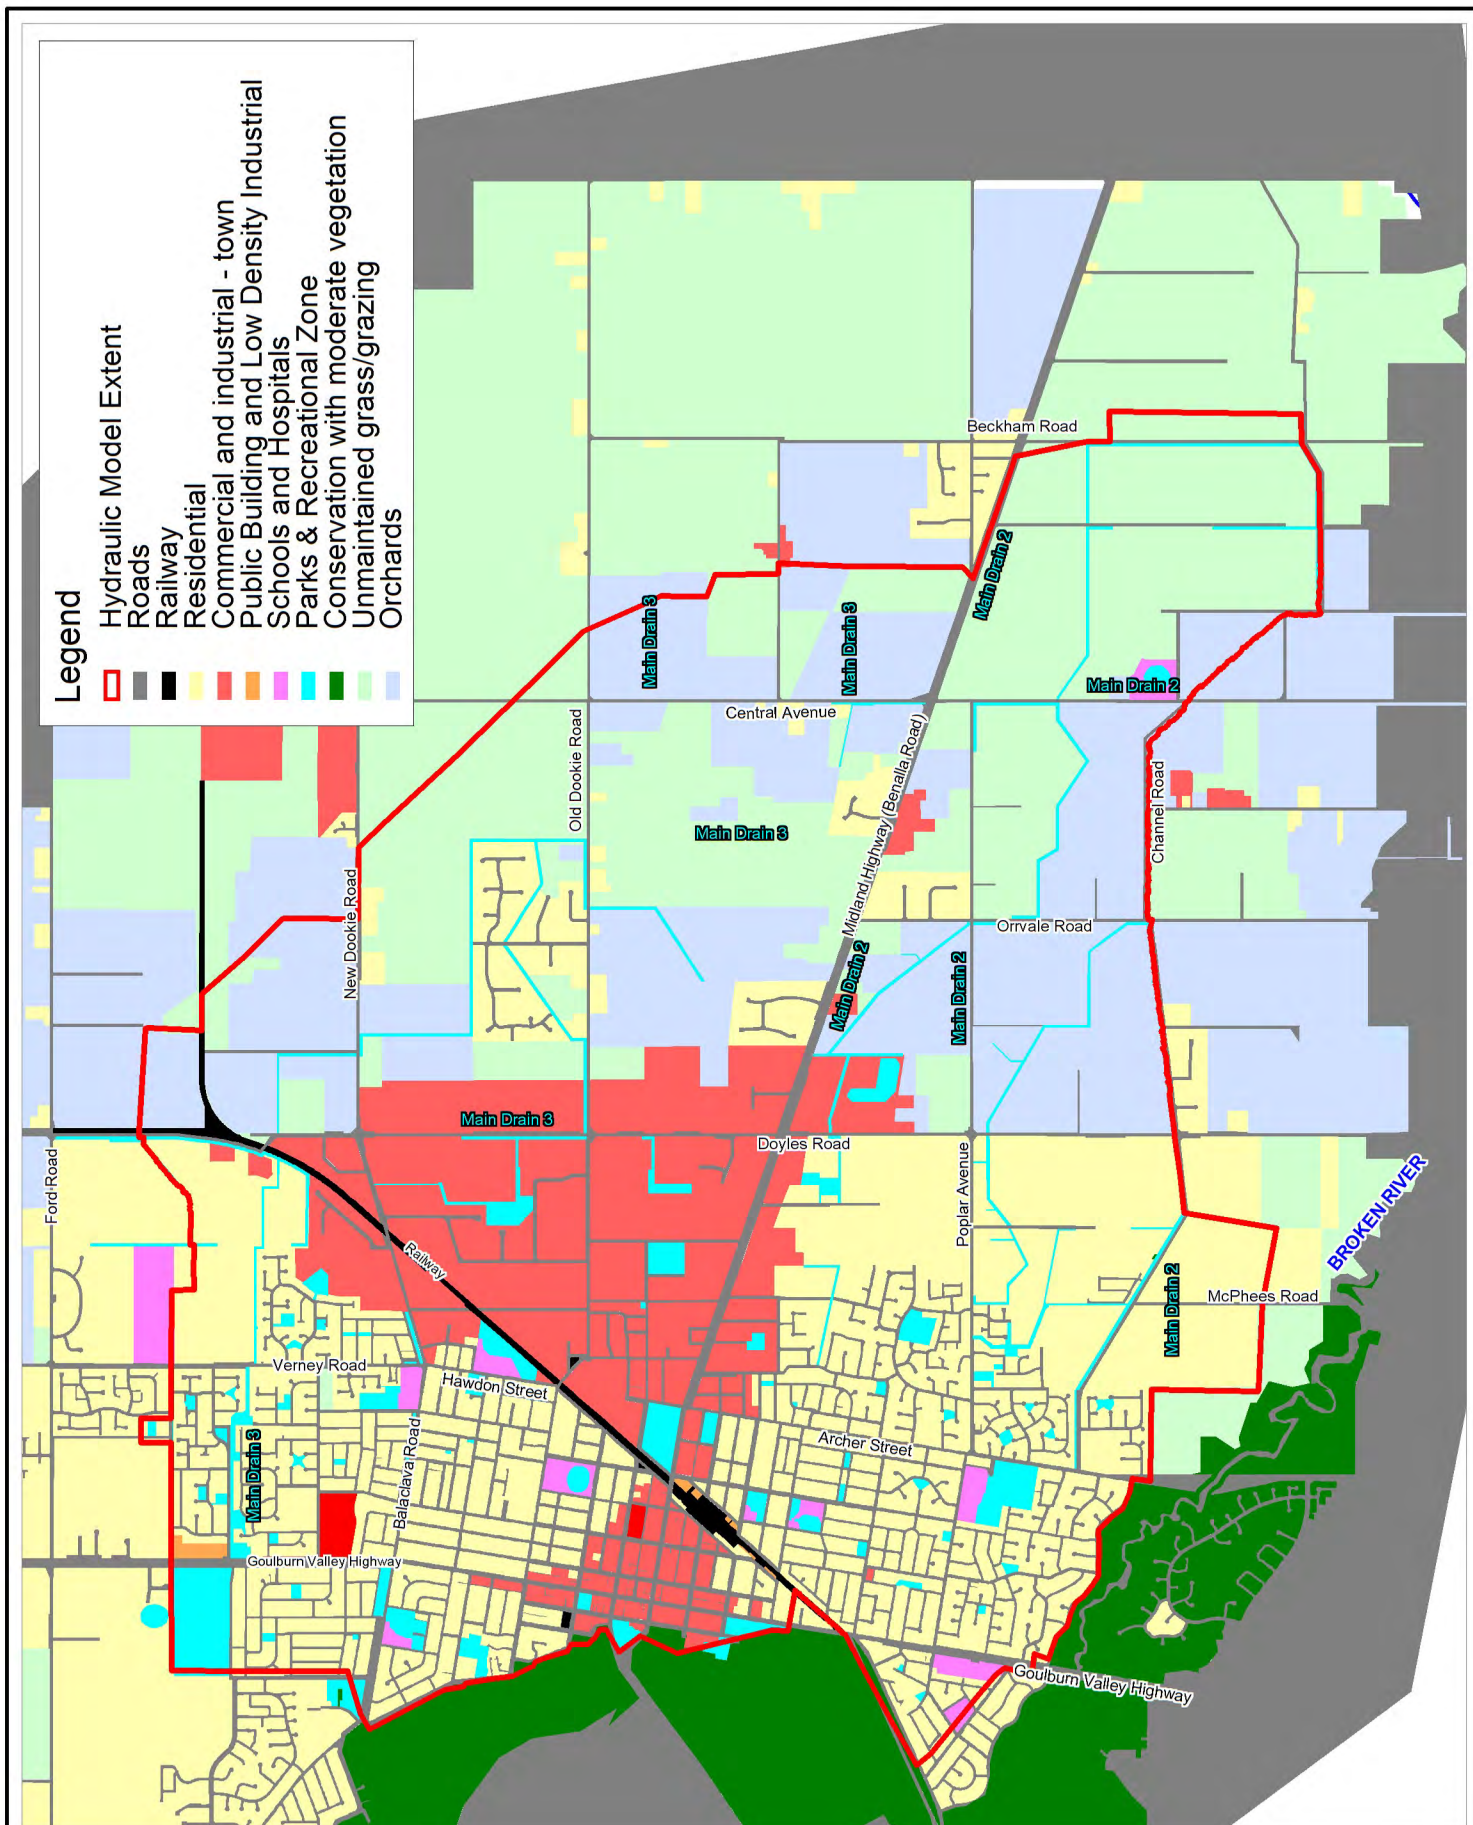 Legend
Hydraulic Model Extent
Roads
Railway
Residential
Commercial and industrial - town
Public Building and Low Density Industrial
Schools and Hospitals
Parks & Recreational Zone
Conservation with moderate vegetation
Unmaintained grass/grazing
Orchards
Beckham Road
Main Drain 2
Main Drain 3
Main Drain 3
Main Drain 2
Central Avenue
Old Dookie Road
Midland Highway (Benalla Road)
Channel Road
Main Drain 3
New Dookie Road
Orrvale Road
Main Drain 2
Main Drain 2
Main Drain 3
Doyles Road
Ford Road
Poplar Avenue
BROKEN RIVER
Railway
McPhees Road
Main Drain 2
Verney Road
Hawdon Street
Archer Street
Balaclava Road
Main Drain 3
Goulburn Valley Highway
Goulburn Valley Highway